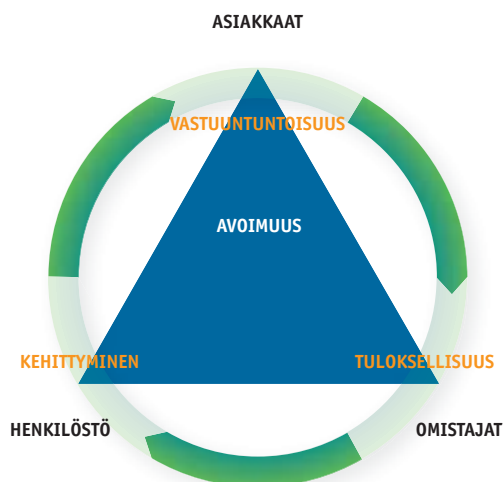 ASIAKKAAT
VASTUUNTUNTOISUUS
AVOIMUUS
KEHITTYMINEN
TULOKSELLISUUS
HENKILÖSTÖ
OMISTAJAT